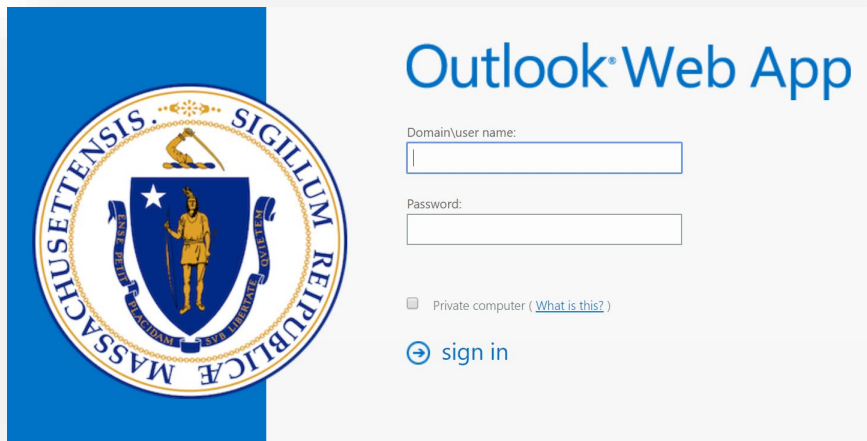 SIGILLUM REIPUBLICÆ MASSACHUSETTENSIS.
ENSE PETIT PLACIDAM SVB LIBERTATE QVIETEM
Outlook® Web App
Domain\user name:
Password:
Private computer ( What is this? )
sign in